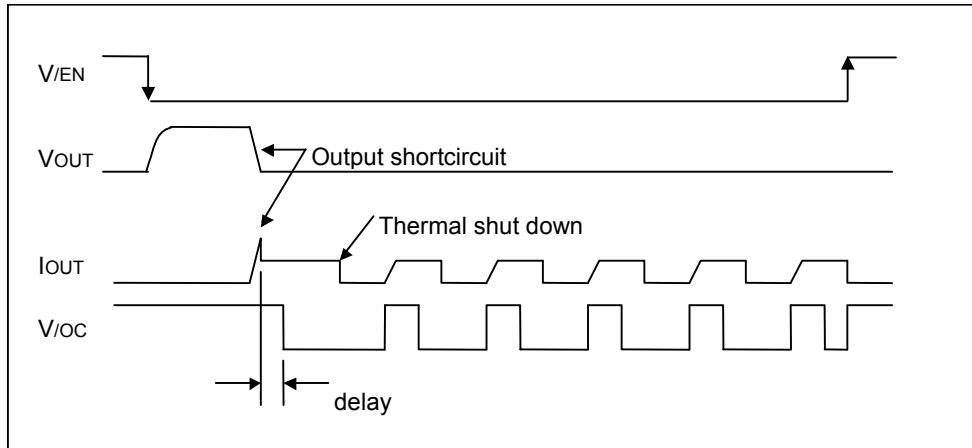 V/EN
VOUT
Output shortcircuit
Thermal shut down
IOUT
V/OC
delay